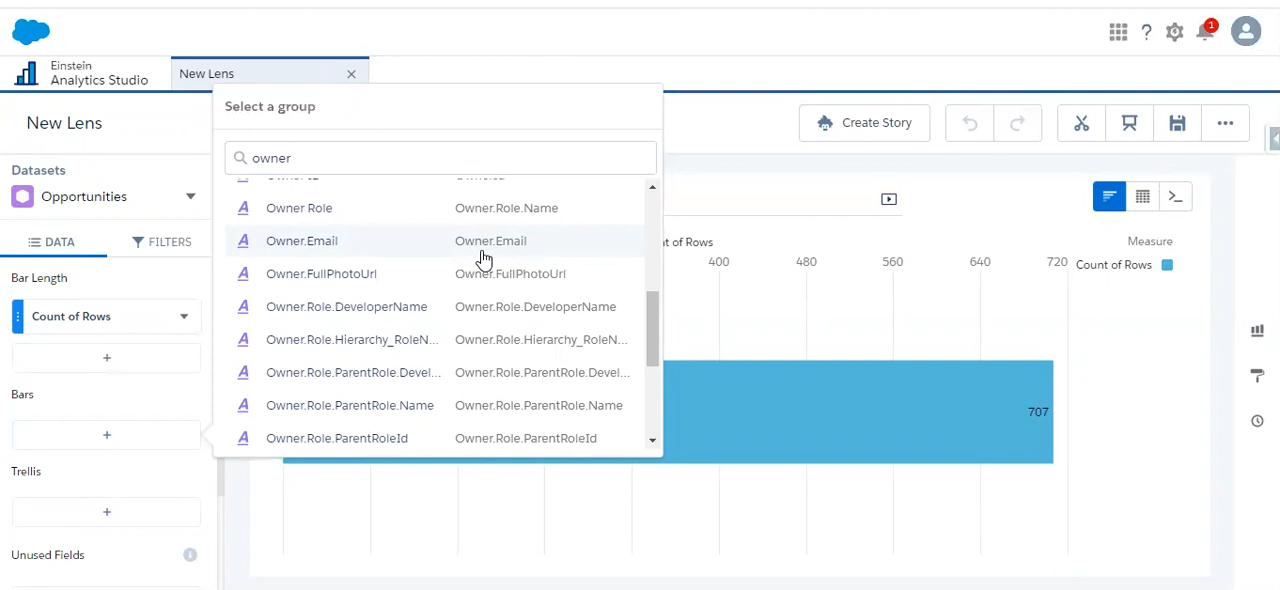 1
Einstein
Analytics Studio
New Lens
New Lens
Select a group
Create Story
owner
Datasets
Opportunities
DATA
FILTERS
Owner Role Owner.Role.Name
Owner.Email Owner.Email
Owner.FullPhotoUrl Owner.FullPhotoUrl
Owner.Role.DeveloperName Owner.Role.DeveloperName
Owner.Role.Hierarchy_RoleN... Owner.Role.Hierarchy_RoleN...
Owner.Role.ParentRole.Devel... Owner.Role.ParentRole.Devel...
Owner.Role.ParentRole.Name Owner.Role.ParentRole.Name
Owner.Role.ParentRoleId Owner.Role.ParentRoleId
Bar Length
Count of Rows
Bars
Trellis
Unused Fields
of Rows
400 480 560 640 720
Measure
Count of Rows
707